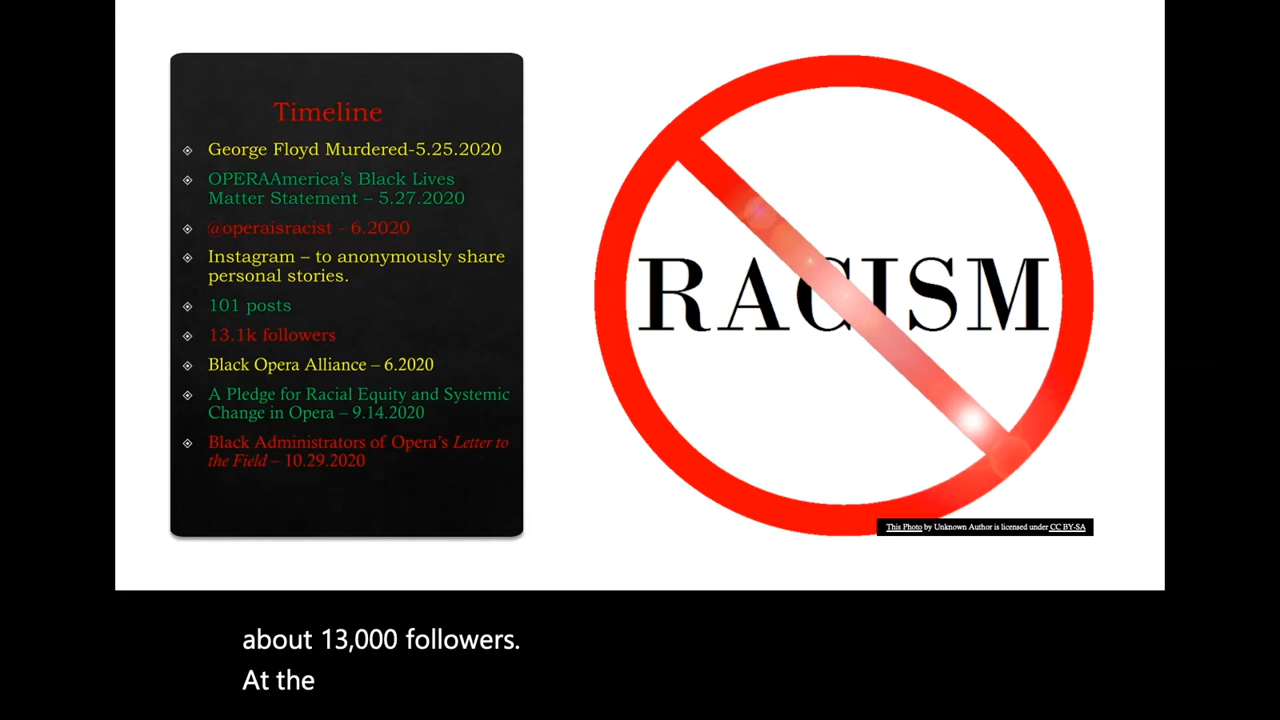 Timeline
George Floyd Murdered-5.25.2020
OPERAAmerica's Black Lives
Matter Statement – 5.27.2020
@operaisracist - 6.2020
Instagram – to anonymously share
personal stories.
101 posts
13.1k followers
Black Opera Alliance – 6.2020
A Pledge for Racial Equity and Systemic
Change in Opera – 9.14.2020
Black Administrators of Opera's Letter to
the Field – 10.29.2020
RACISM
This Photo by Unknown Author is licensed under CC BY-SA
about 13,000 followers.
At the